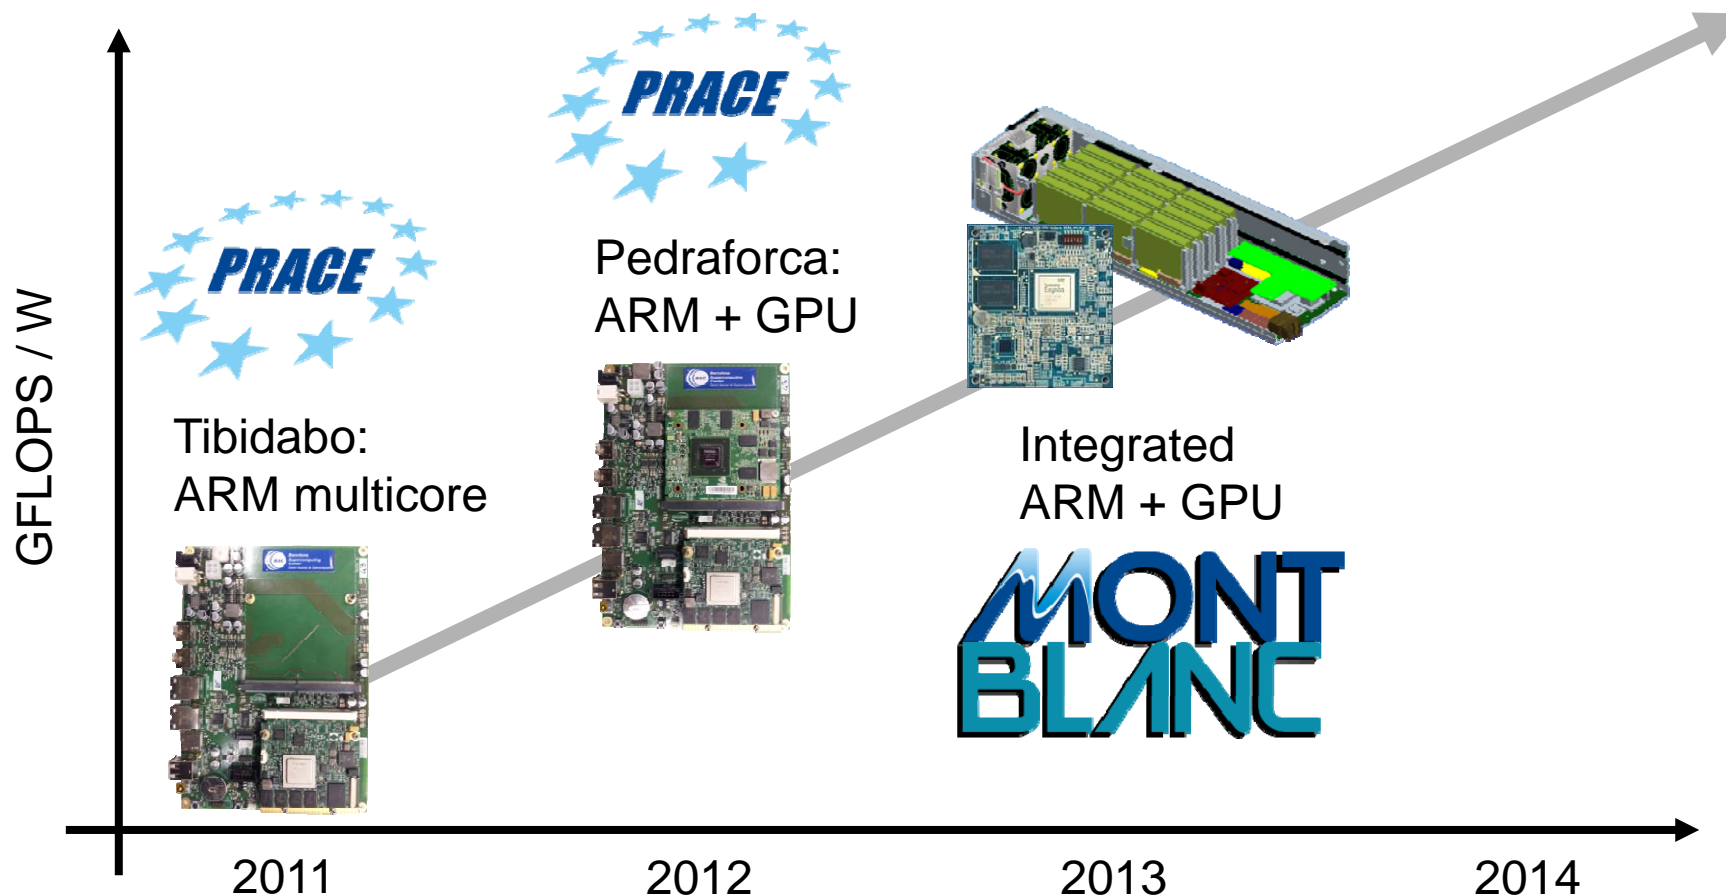 GFLOPS / W
PRACE
Tibidabo:
ARM multicore
PRACE
Pedraforca:
ARM + GPU
Integrated
ARM + GPU
MONT
BLANC
2011
2012
2013
2014